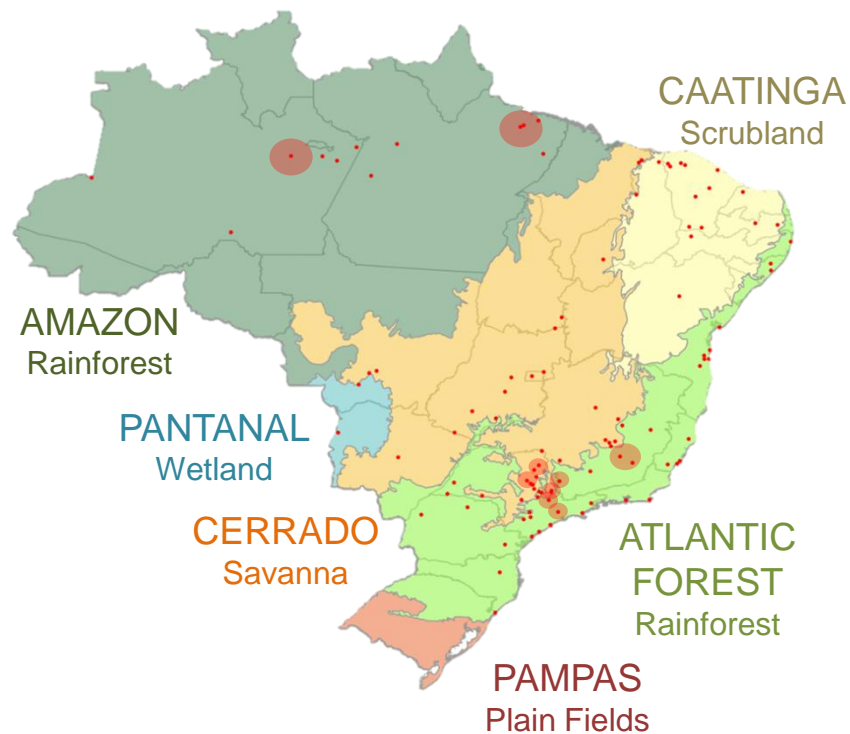 CAATINGA
Scrubland
AMAZON
Rainforest
PANTANAL
Wetland
CERRADO
Savanna
ATLANTIC
FOREST
Rainforest
PAMPAS
Plain Fields